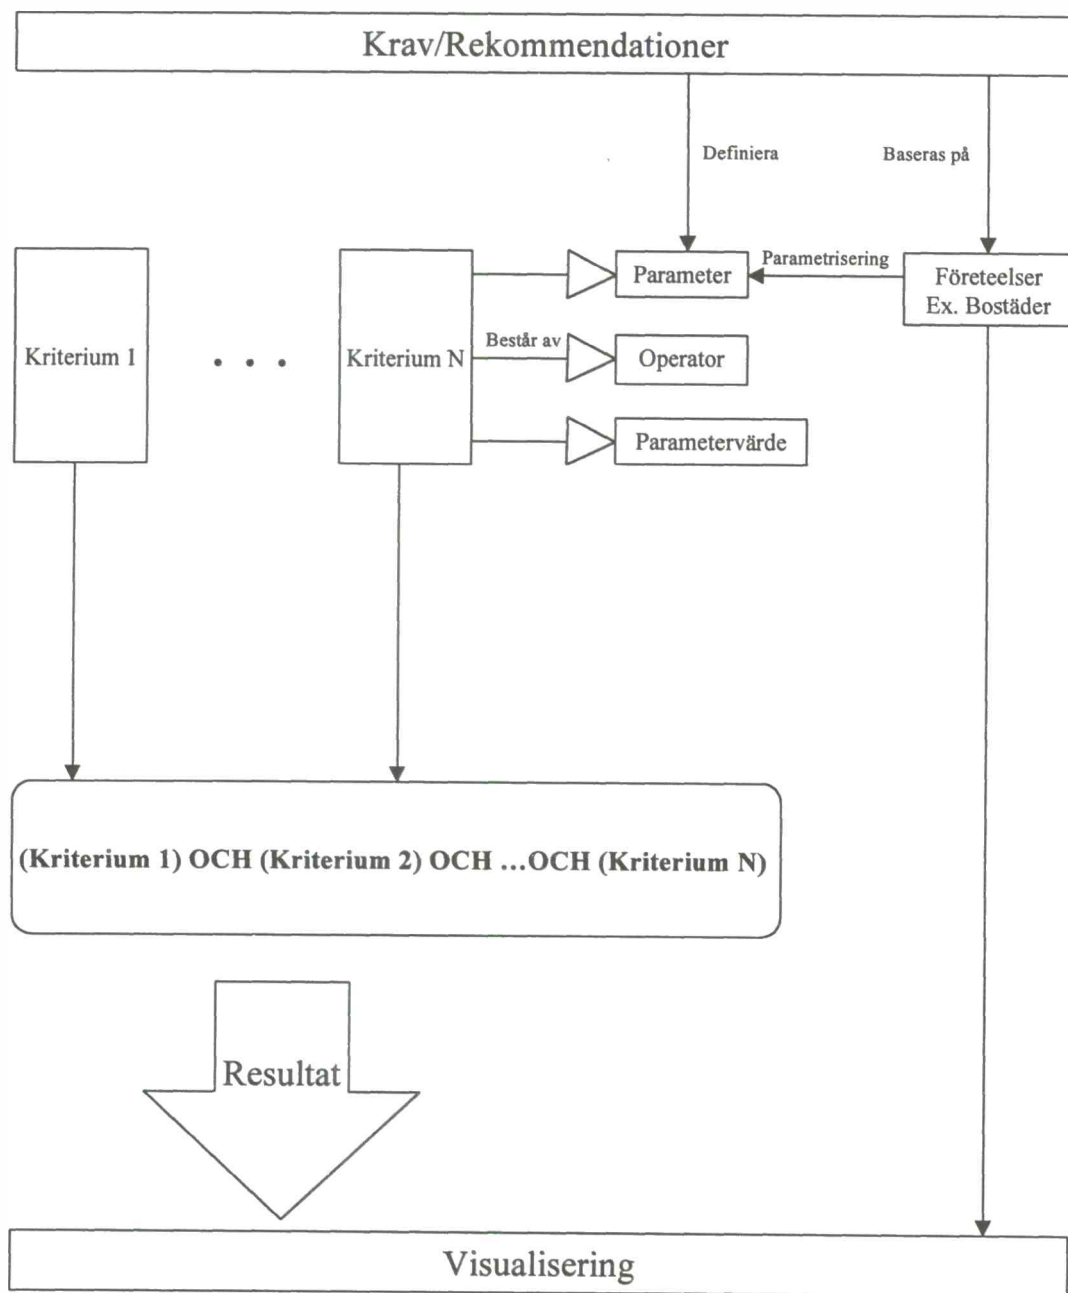 Krav/Rekommendationer
Definiera
Baseras på
Parametrisering
Parameter
Företeelser
Ex. Bostäder
Kriterium 1
. . .
Kriterium N
Består av
Operator
Parametervärde
(Kriterium 1) OCH (Kriterium 2) OCH ...OCH (Kriterium N)
Resultat
Visualisering